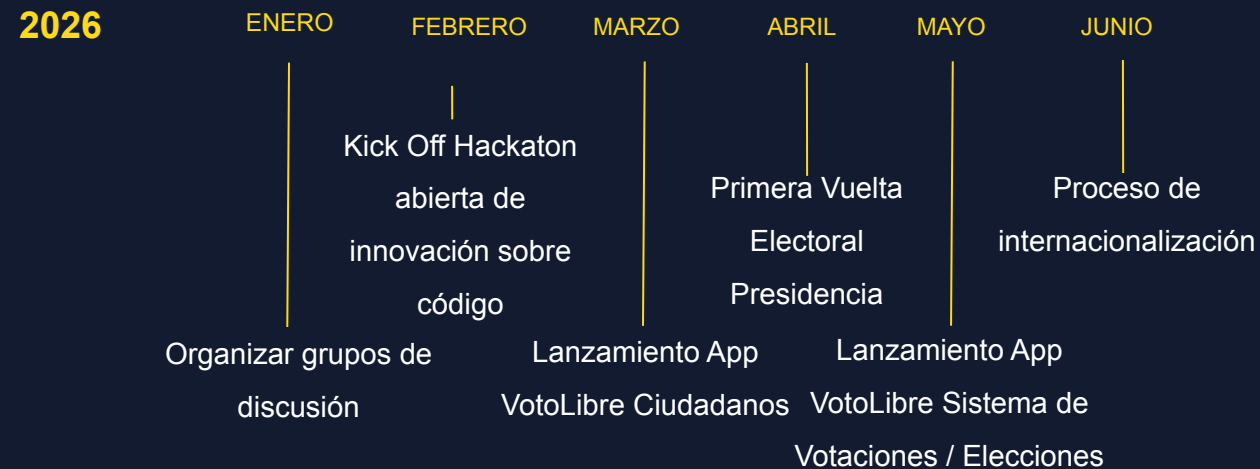 2026
ENERO
FEBRERO
MARZO
ABRIL
MAYO
JUNIO
Organizar grupos de
discusión
Kick Off Hackaton
abierta de
innovación sobre
código
Lanzamiento App
VotoLibre Ciudadanos
Primera Vuelta
Electoral
Presidencia
Lanzamiento App
VotoLibre Sistema de
Votaciones / Elecciones
Proceso de
internacionalización